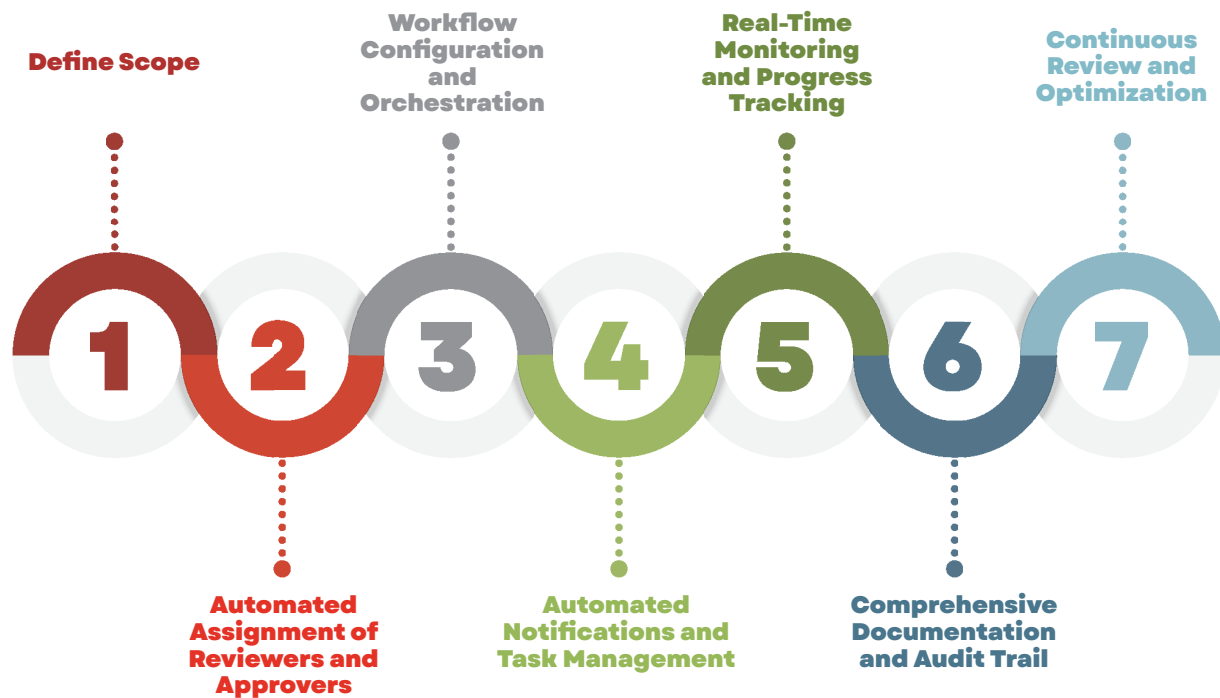 Define Scope
Workflow
Configuration
and
Orchestration
Real-Time
Monitoring
and Progress
Tracking
Continuous
Review and
Optimization
1
2
3
4
5
6
7
Automated
Assignment of
Reviewers and
Approvers
Automated
Notifications and
Task Management
Comprehensive
Documentation
and Audit Trail